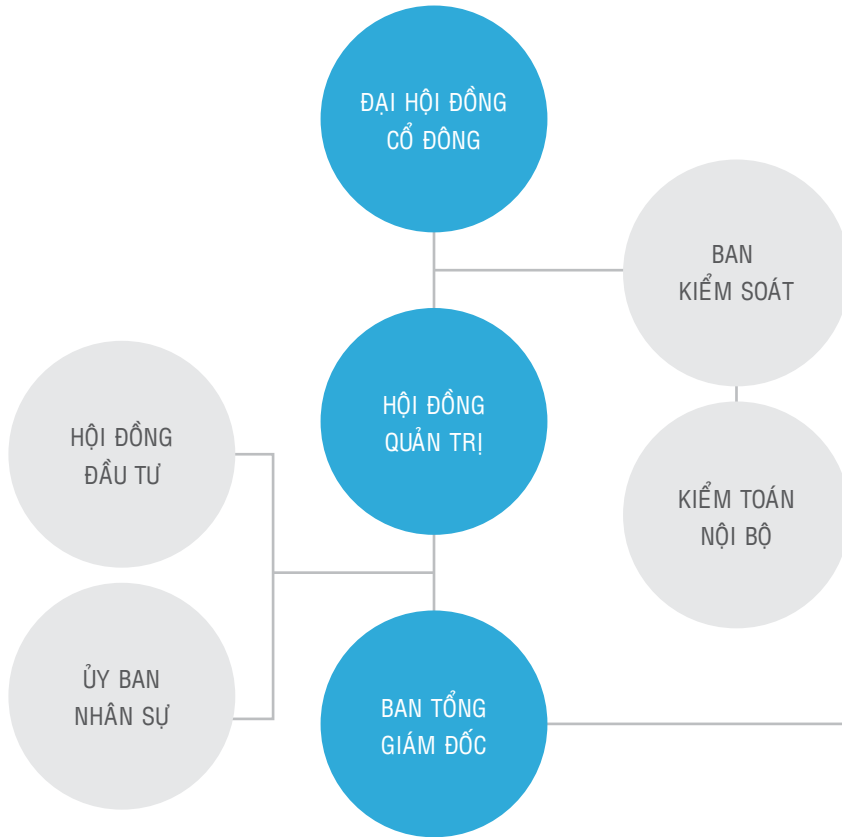 ĐẠI HỘI ĐỒNG
CỔ ĐÔNG
BAN
KIỂM SOÁT
HỘI ĐỒNG
QUẢN TRỊ
HỘI ĐỒNG
ĐẦU TƯ
KIỂM TOÁN
NỘI BỘ
ỦY BAN
NHÂN SỰ
BAN TỔNG
GIÁM ĐỐC